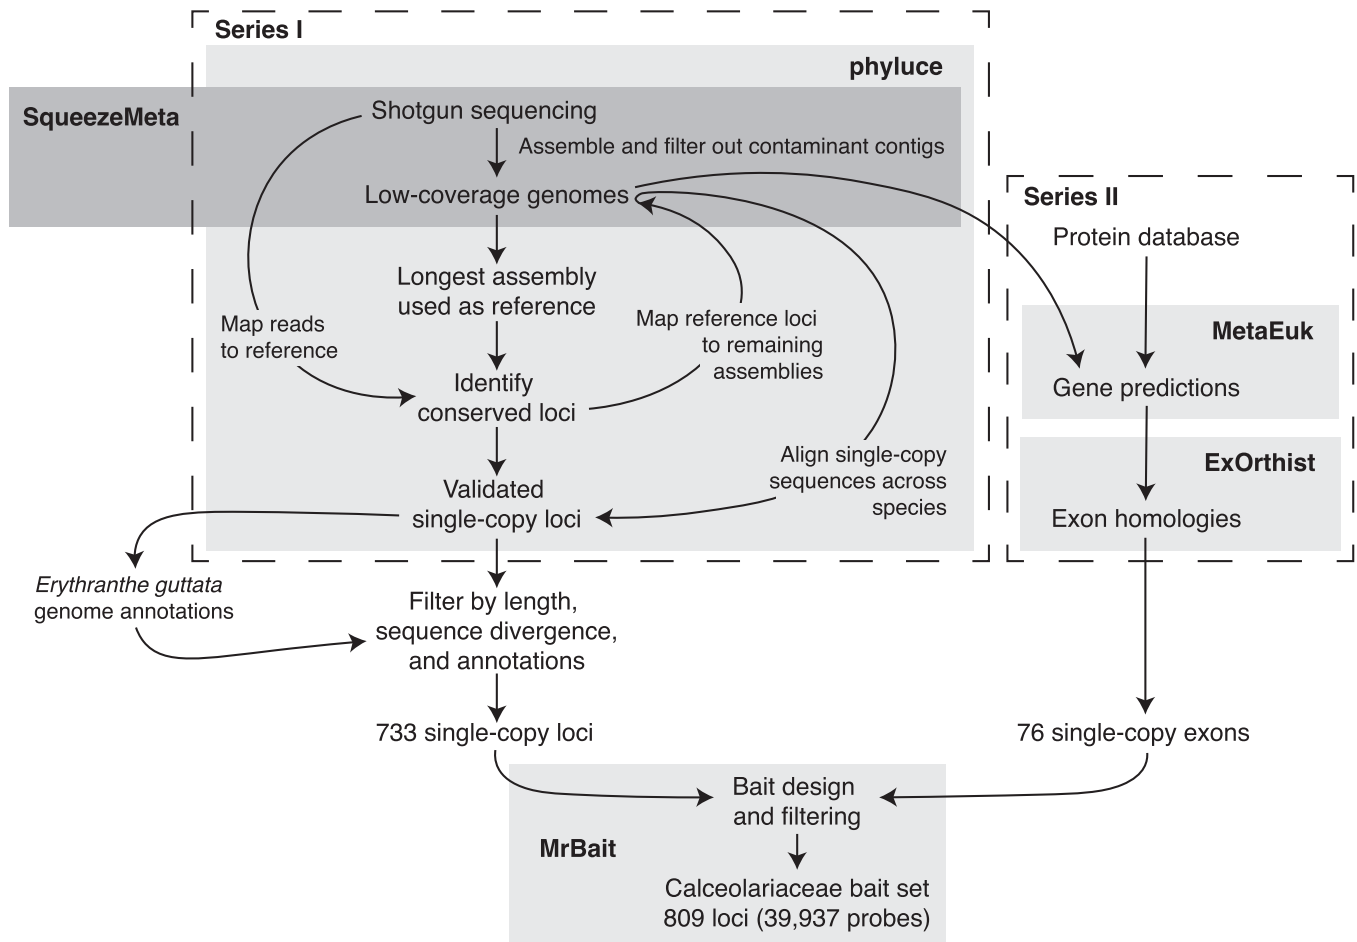 Series I
phyluce
SqueezeMeta
Shotgun sequencing
Assemble and filter out contaminant contigs
Low-coverage genomes
Longest assembly
used as reference
Map reads
to reference
Map reference loci
to remaining
assemblies
Identify
conserved loci
Align single-copy
sequences across
species
Validated
single-copy loci
Series II
Protein database
MetaEuk
Gene predictions
ExOrthist
Exon homologies
Erythranthe guttata
genome annotations
Filter by length,
sequence divergence,
and annotations
733 single-copy loci
76 single-copy exons
Bait design
and filtering
MrBait
Calceolariaceae bait set
809 loci (39,937 probes)